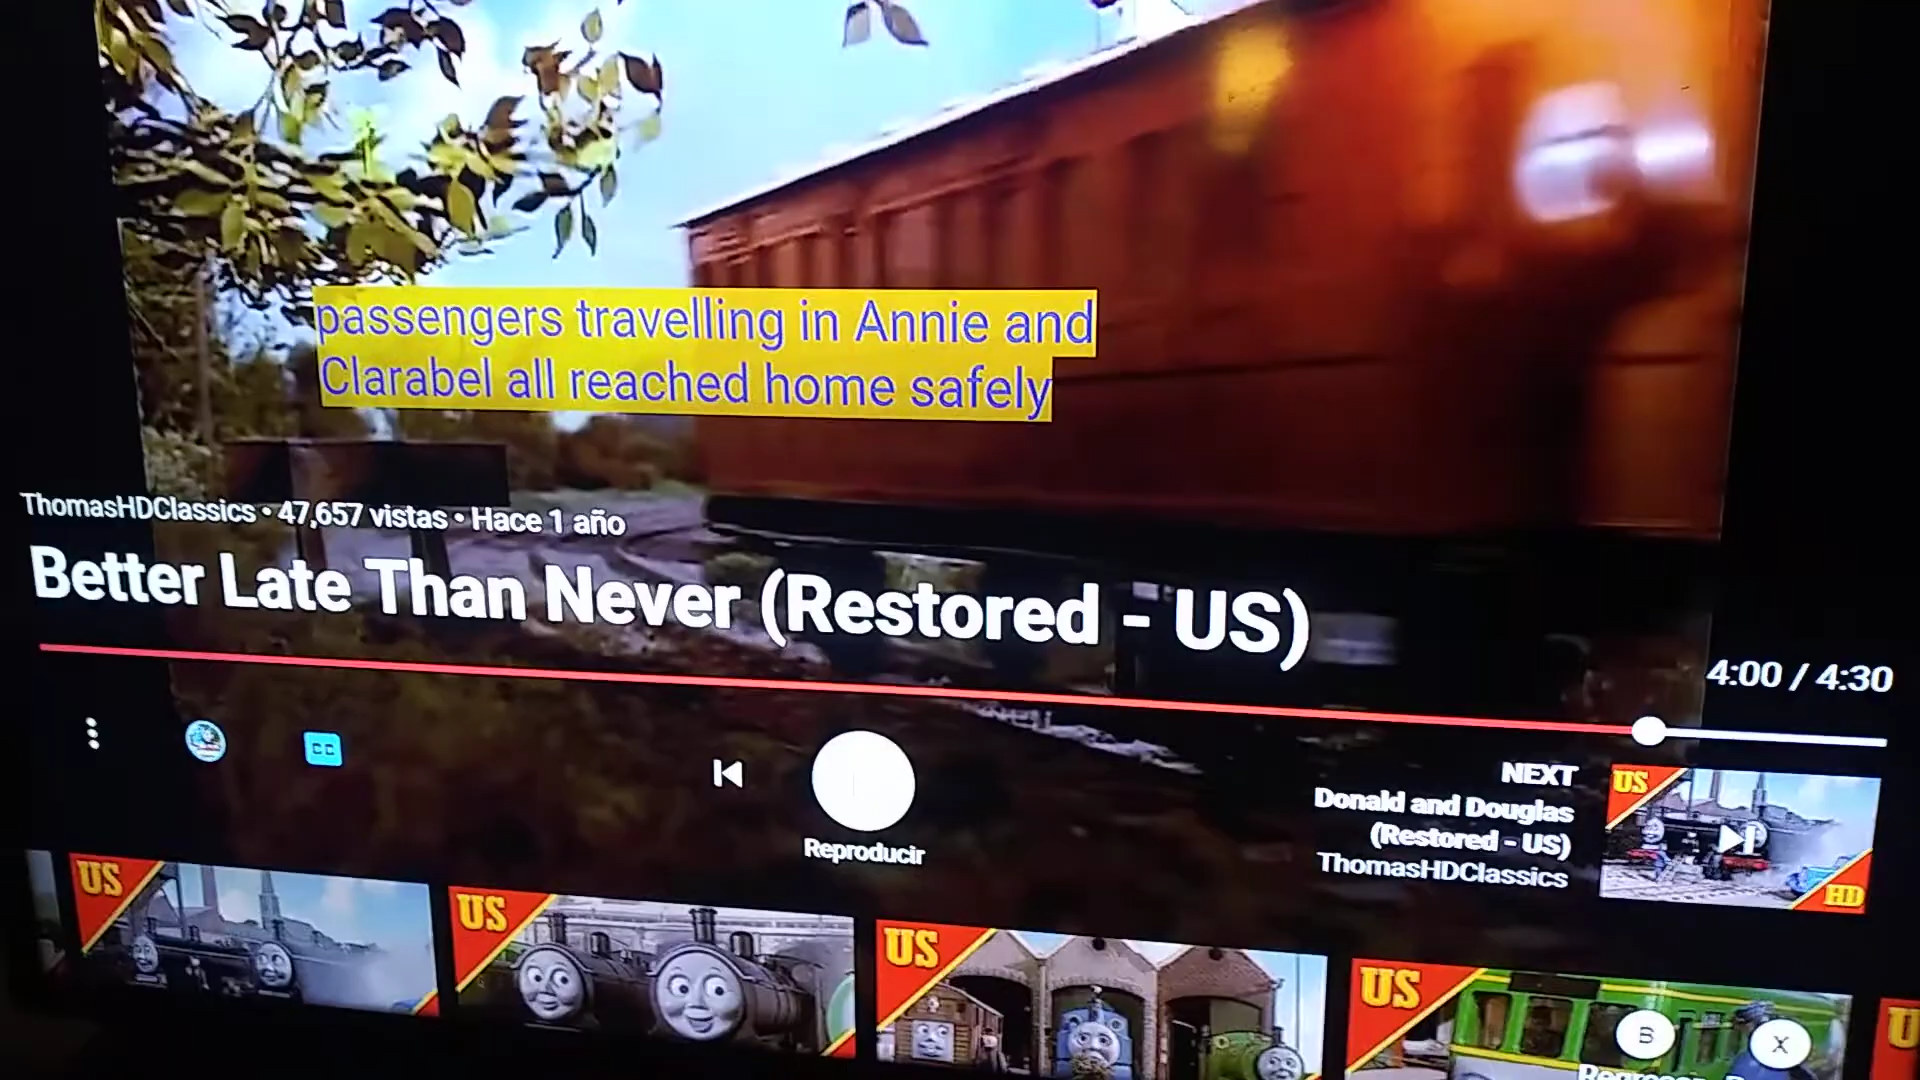 passengers travelling in Annie and
Clarabel all reached home safely
ThomasHDClassics • 47,657 vistas • Hace 1 año
Better Late Than Never (Restored - US)
4:00 / 4:30
CC
Reproducir
NEXT
Donald and Douglas
(Restored - US)
ThomasHDClassics
US
HD
US
US
US
US
B
X